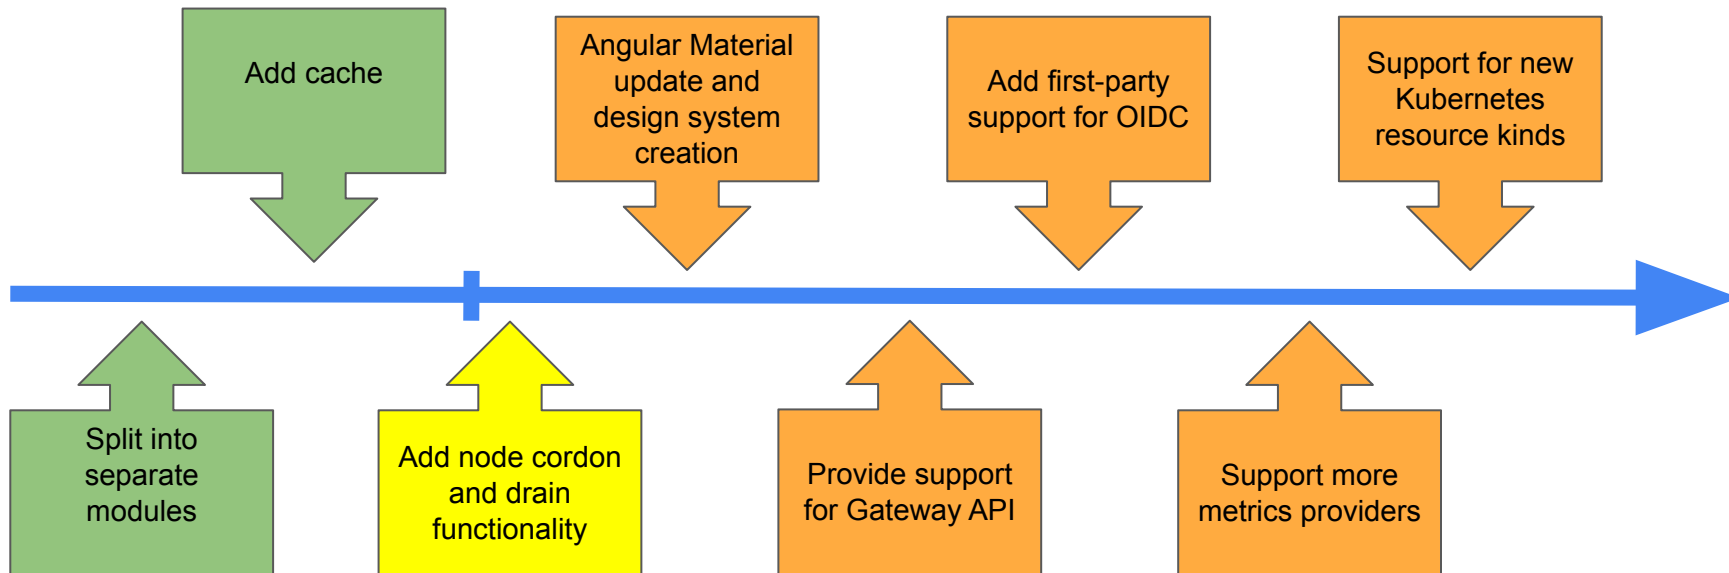 Add cache
Angular Material
update and
design system
creation
Add first-party
support for OIDC
Support for new
Kubernetes
resource kinds
Split into
separate
modules
Add node cordon
and drain
functionality
Provide support
for Gateway API
Support more
metrics providers